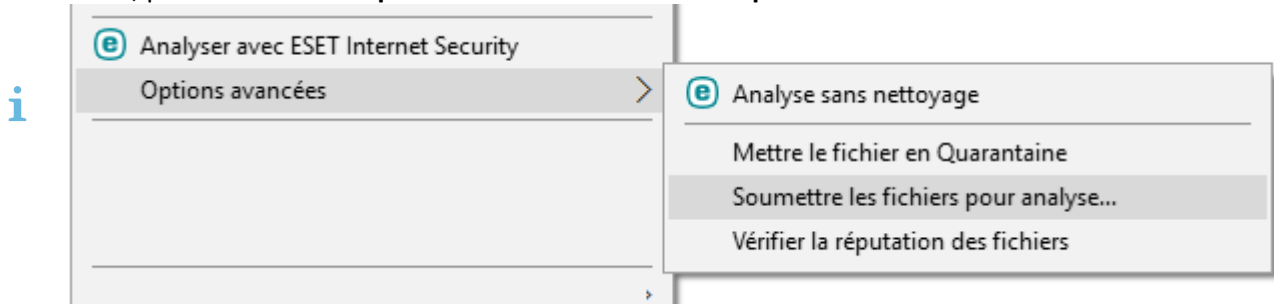 Analyser avec ESET Internet Security
Options avancées
Analyse sans nettoyage
Mettre le fichier en Quarantaine
Soumettre les fichiers pour analyse...
Vérifier la réputation des fichiers